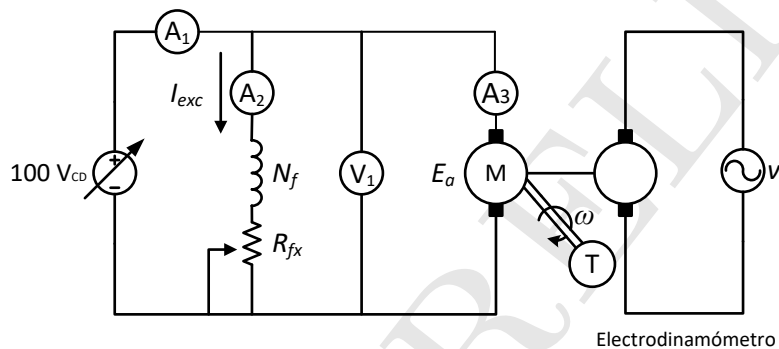 A1
Iexc
A2
A3
100 VCD
+
−
Nf
V1
Ea
M
v
Rfx
ω
T
Electrodinamómetro